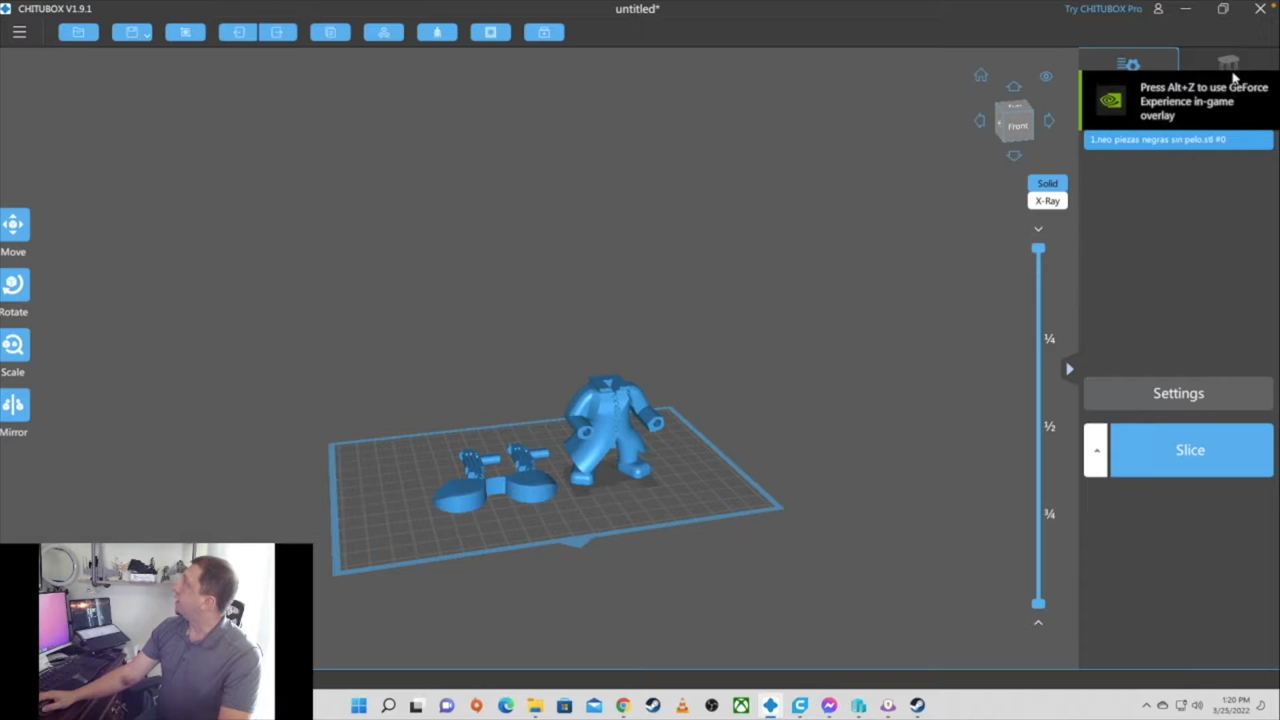 CHITUBOX V1.9.1
untitled*
Try CHITUBOX Pro
Press Alt+Z to use GeForce
Experience in-game
overlay
1.neo piezas negras sin pelo.stl #0
Front
Solid
X-Ray
Move
Rotate
Scale
Mirror
¼
½
¾
Settings
Slice
1:20 PM
3/25/2022